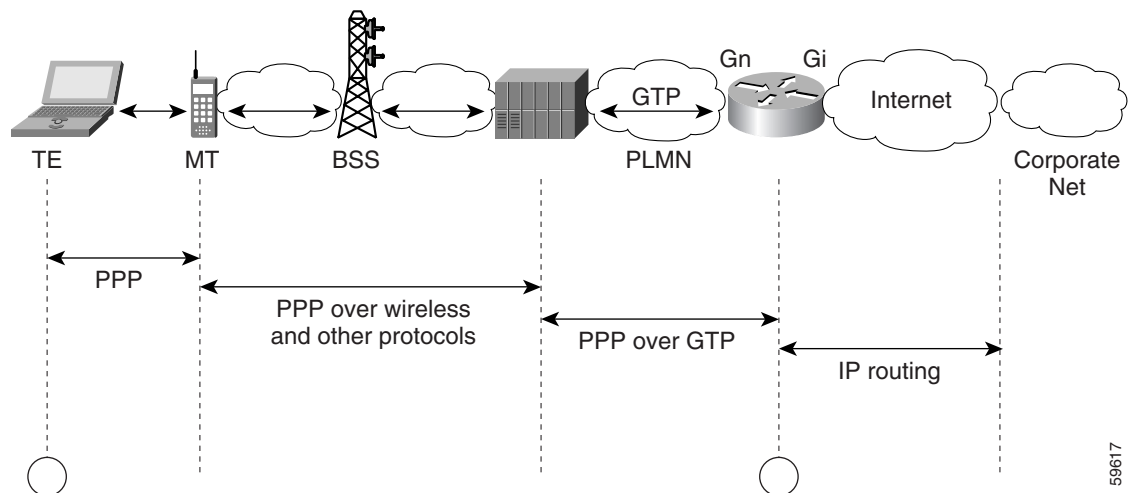 Gn
Gi
GTP
Internet
TE
MT
BSS
PLMN
Corporate
Net
PPP
PPP over wireless
and other protocols
PPP over GTP
IP routing
59617